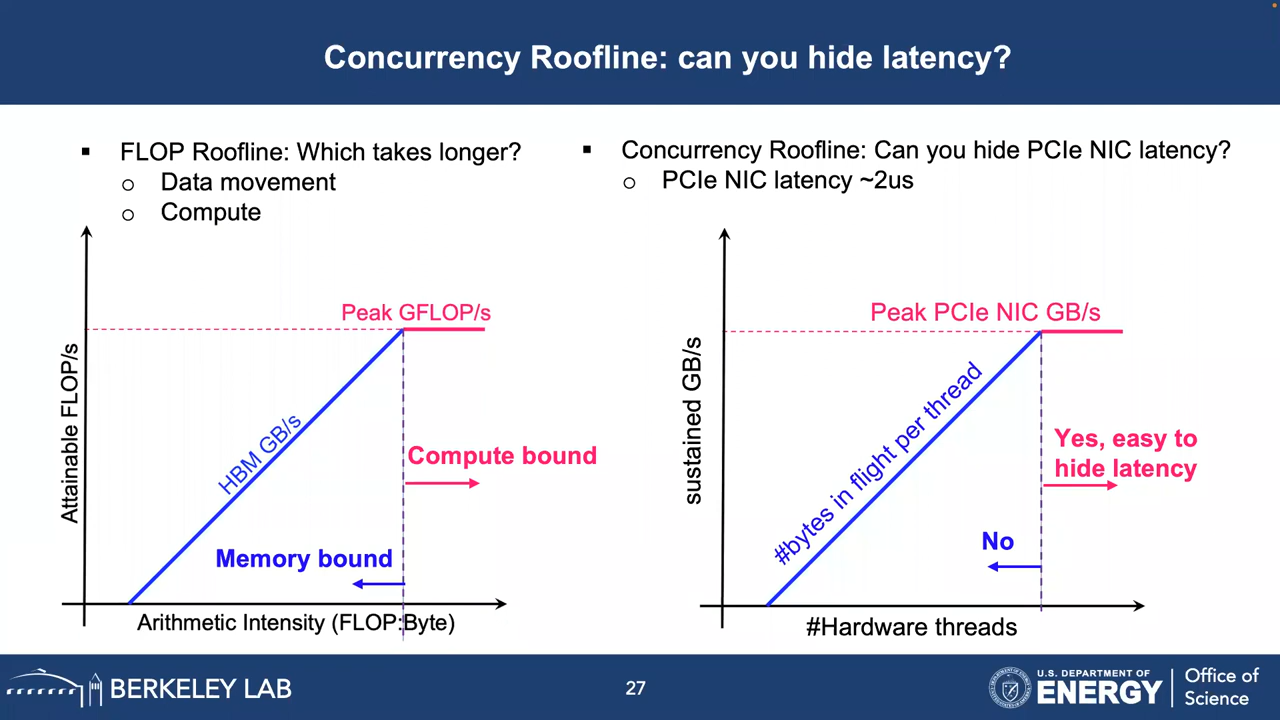 Concurrency Roofline: can you hide latency?
▪ FLOP Roofline: Which takes longer?
o Data movement
o Compute
Peak GFLOP/s
Attainable FLOP/s
HBM GB/s
Compute bound
Memory bound
Arithmetic Intensity (FLOP:Byte)
▪ Concurrency Roofline: Can you hide PCIe NIC latency?
o PCIe NIC latency ~2us
Peak PCIe NIC GB/s
sustained GB/s
#bytes in flight per thread
Yes, easy to
hide latency
No
#Hardware threads
BERKELEY LAB
27
U.S. DEPARTMENT OF
ENERGY
Office of
Science